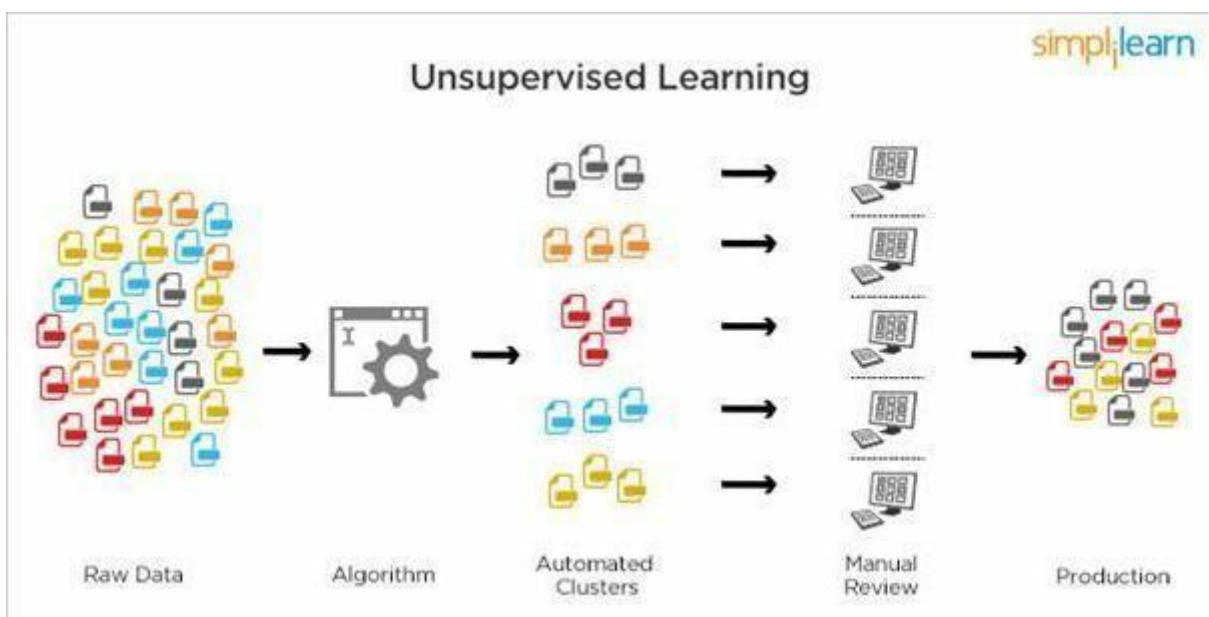 simplilearn
Unsupervised Learning
Raw Data
Algorithm
Automated
Clusters
Manual
Review
Production